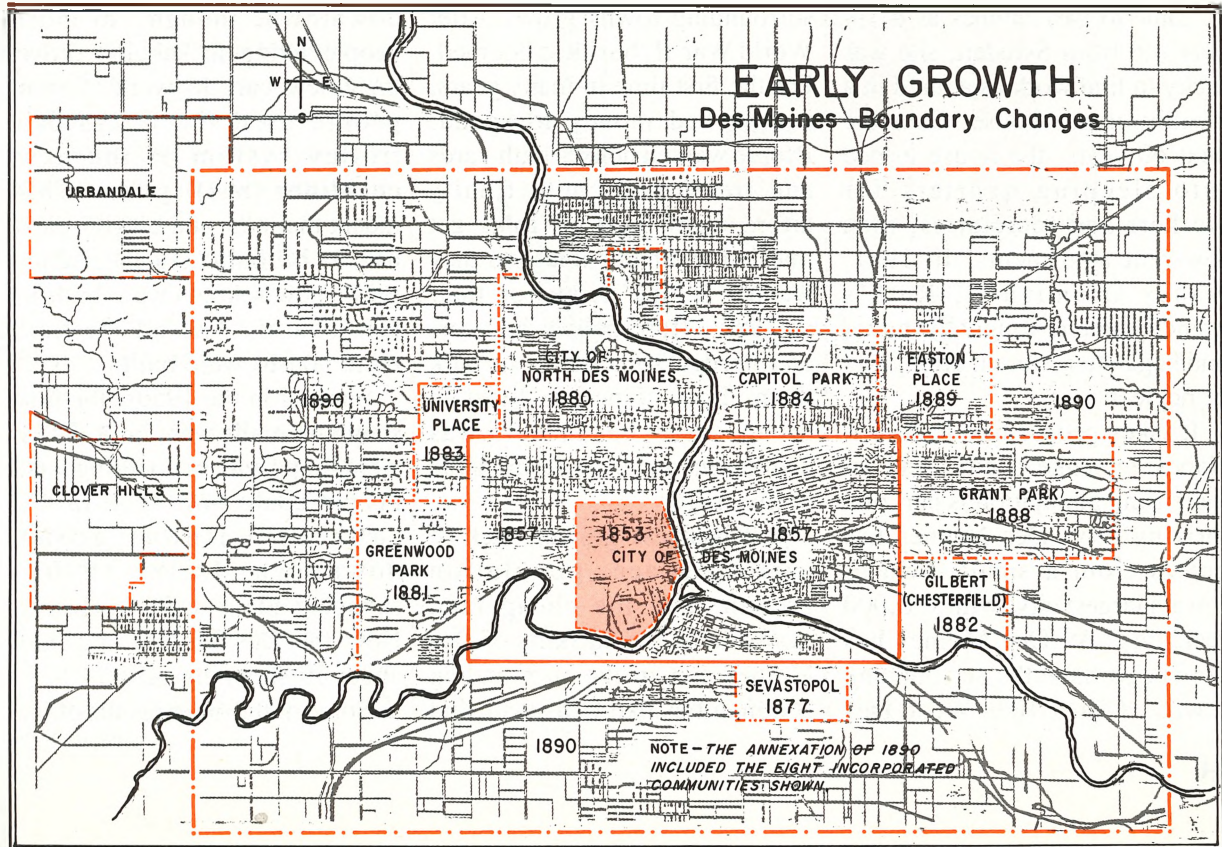 EARLY GROWTH
Des Moines Boundary Changes
N
W E
S
URBANDALE
CITY OF
NORTH DES MOINES
1880
CAPITOL PARK
1884
EASTON
PLACE
1889
1890
UNIVERSITY
PLACE
1883
1890
CLOVER HILLS
GRANT PARK
1888
GREENWOOD
PARK
1881
1857
1853
1857
CITY OF DES MOINES
GILBERT
(CHESTERFIELD)
1882
SEVASTOPOL
1877
1890
NOTE - THE ANNEXATION OF 1890
INCLUDED THE EIGHT INCORPORATED
COMMUNITIES SHOWN.